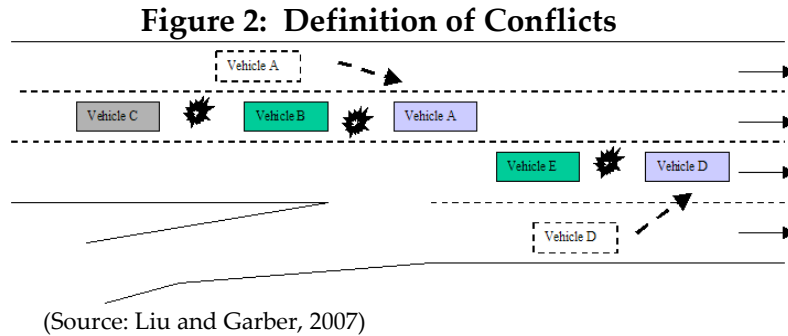 Figure 2: Definition of Conflicts
Vehicle A
Vehicle C
Vehicle B
Vehicle A
Vehicle E
Vehicle D
Vehicle D
(Source: Liu and Garber, 2007)